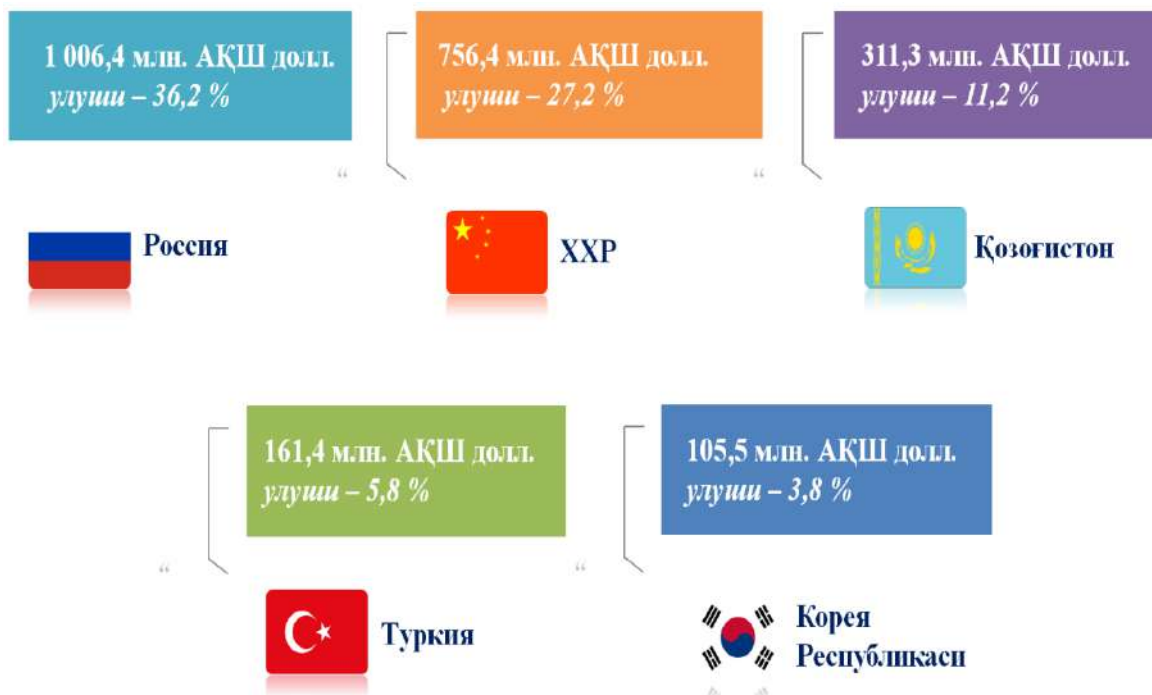 1 006,4 млн. АҚШ долл.
улуши – 36,2 %
756,4 млн. АҚШ долл.
улуши – 27,2 %
311,3 млн. АҚШ долл.
улуши – 11,2 %
“
“
Россия
ХХР
Қозоғистон
161,4 млн. АҚШ долл.
улуши – 5,8 %
105,5 млн. АҚШ долл.
улуши – 3,8 %
“
“
Туркия
Корея
Республикаси